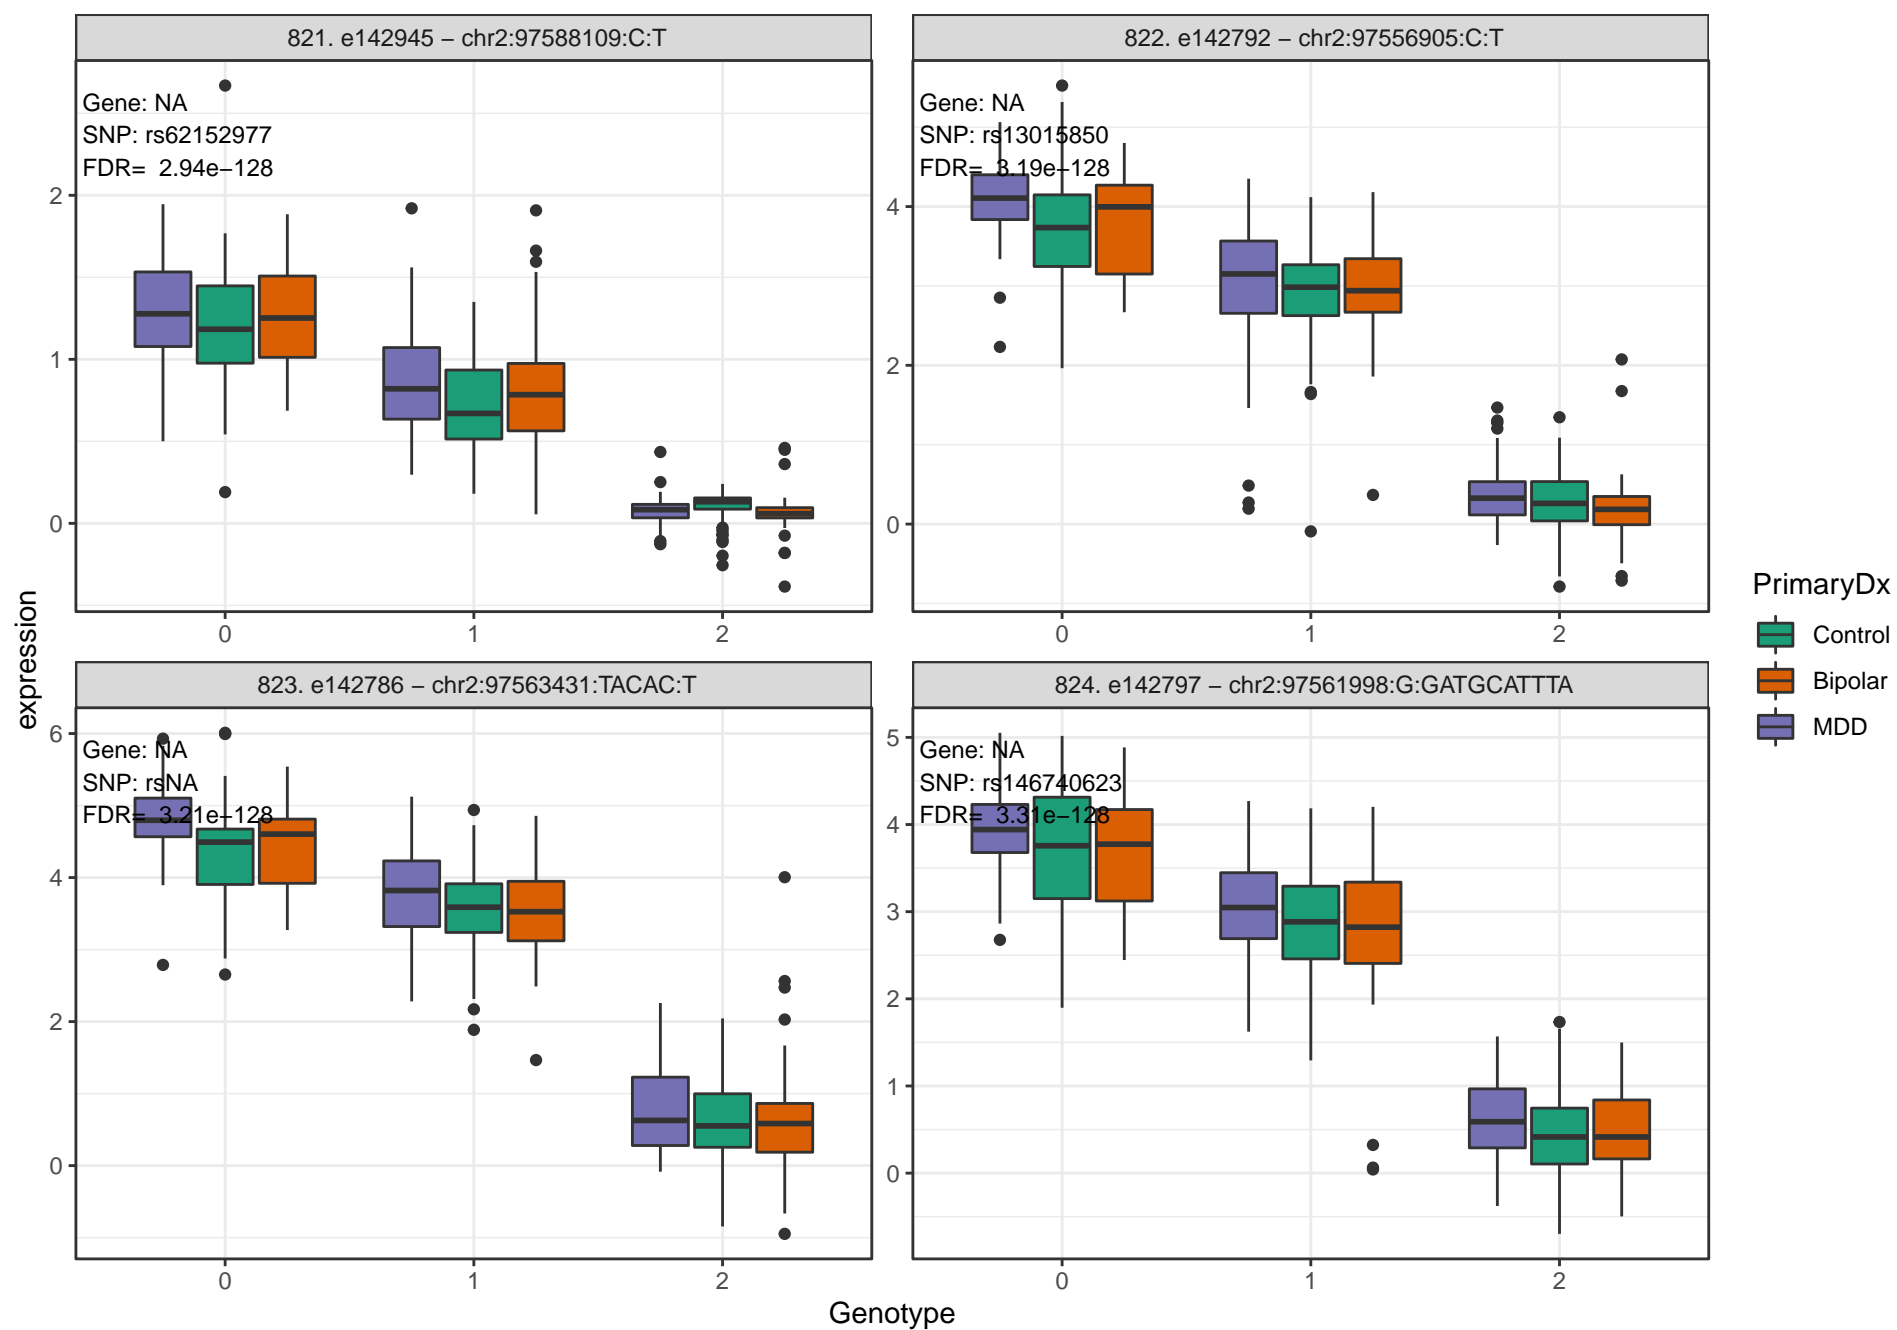 821. e142945 − chr2:97588109:C:T
Gene: NA
SNP: rs62152977
FDR=  2.94e−128
2
1
0
0 1 2
822. e142792 − chr2:97556905:C:T
Gene: NA
SNP: rs13015850
FDR=  3.19e−128
4
2
0
0 1 2
823. e142786 − chr2:97563431:TACAC:T
Gene: NA
SNP: rsNA
FDR=  3.21e−128
6
4
2
0
0 1 2
824. e142797 − chr2:97561998:G:GATGCATTTA
Gene: NA
SNP: rs146740623
FDR=  3.31e−128
5
4
3
2
1
0
0 1 2
expression
Genotype
PrimaryDx
Control
Bipolar
MDD